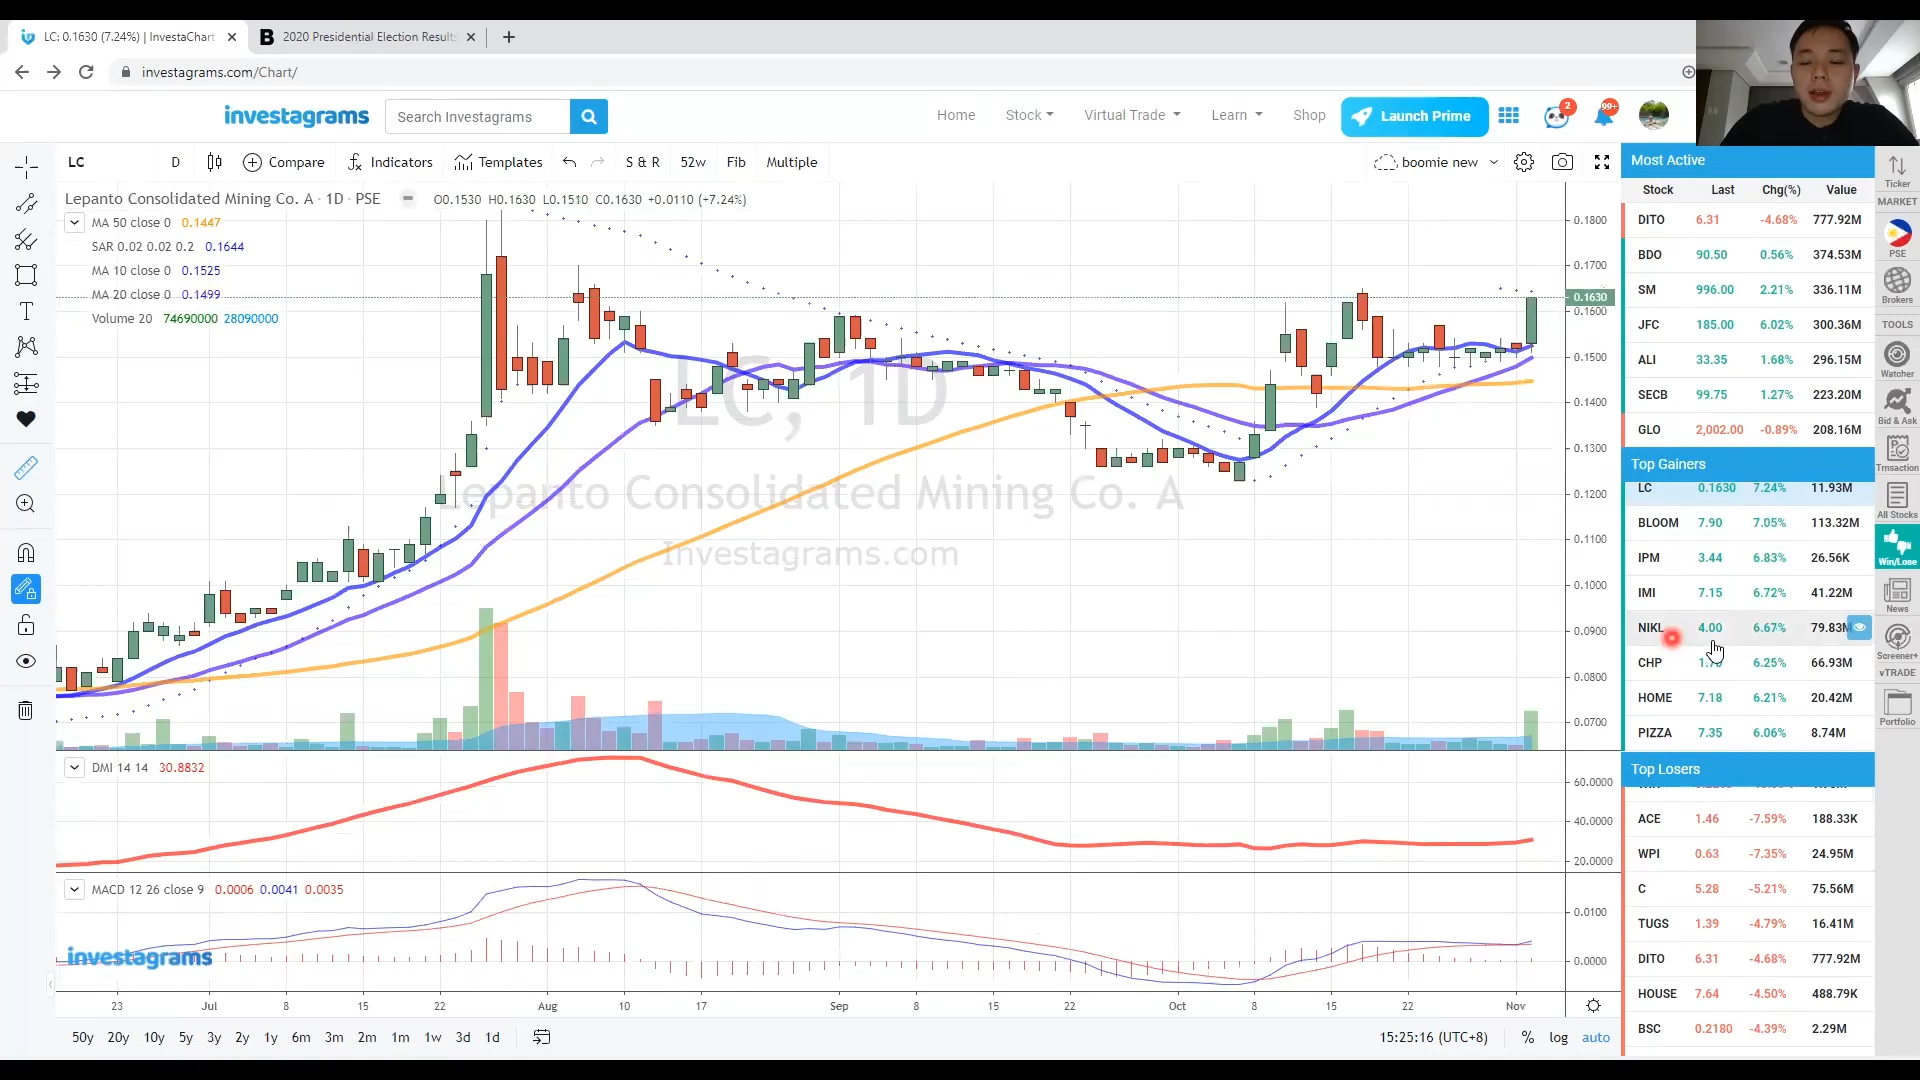 LC: 0.1630 (7.24%) | InvestaChart
2020 Presidential Election Results
investagrams.com/Chart/
investagrams
Search Investagrams
Home
Stock
Virtual Trade
Learn
Shop
Launch Prime
2
99+
LC
D
Compare
Indicators
Templates
S & R
52w
Fib
Multiple
boomie new
Lepanto Consolidated Mining Co. A · 1D · PSE
O0.1530 H0.1630 L0.1510 C0.1630 +0.0110 (+7.24%)
MA 50 close 0 0.1447
SAR 0.02 0.02 0.2 0.1644
MA 10 close 0 0.1525
MA 20 close 0 0.1499
Volume 20 74690000 28090000
LC, 1D
Lepanto Consolidated Mining Co. A
Investagrams.com
0.1800
0.1700
0.1630
0.1600
0.1500
0.1400
0.1300
0.1200
0.1100
0.1000
0.0900
0.0800
0.0700
DMI 14 14 30.8832
60.0000
40.0000
20.0000
MACD 12 26 close 9 0.0006 0.0041 0.0035
0.0100
0.0000
investagrams
23 Jul 8 15 22 Aug 10 17 Sep 8 15 22 Oct 8 15 22 Nov
50y 20y 10y 5y 3y 2y 1y 6m 3m 2m 1m 1w 3d 1d
15:25:16 (UTC+8)
% log auto
Most Active
Stock Last Chg(%) Value
DITO 6.31 -4.68% 777.92M
BDO 90.50 0.56% 374.53M
SM 996.00 2.21% 336.11M
JFC 185.00 6.02% 300.36M
ALI 33.35 1.68% 296.15M
SECB 99.75 1.27% 223.20M
GLO 2,002.00 -0.89% 208.16M
Top Gainers
LC 0.1630 7.24% 11.93M
BLOOM 7.90 7.05% 113.32M
IPM 3.44 6.83% 26.56K
IMI 7.15 6.72% 41.22M
NIKL 4.00 6.67% 79.83M
CHP 6.25% 66.93M
HOME 7.18 6.21% 20.42M
PIZZA 7.35 6.06% 8.74M
Top Losers
ACE 1.46 -7.59% 188.33K
WPI 0.63 -7.35% 24.95M
C 5.28 -5.21% 75.56M
TUGS 1.39 -4.79% 16.41M
DITO 6.31 -4.68% 777.92M
HOUSE 7.64 -4.50% 488.79K
BSC 0.2180 -4.39% 2.29M
Ticker
MARKET
PSE
Brokers
TOOLS
Watcher
Bid & Ask
Trnsaction
All Stocks
Win/Lose
News
Screener+
vTRADE
Portfolio